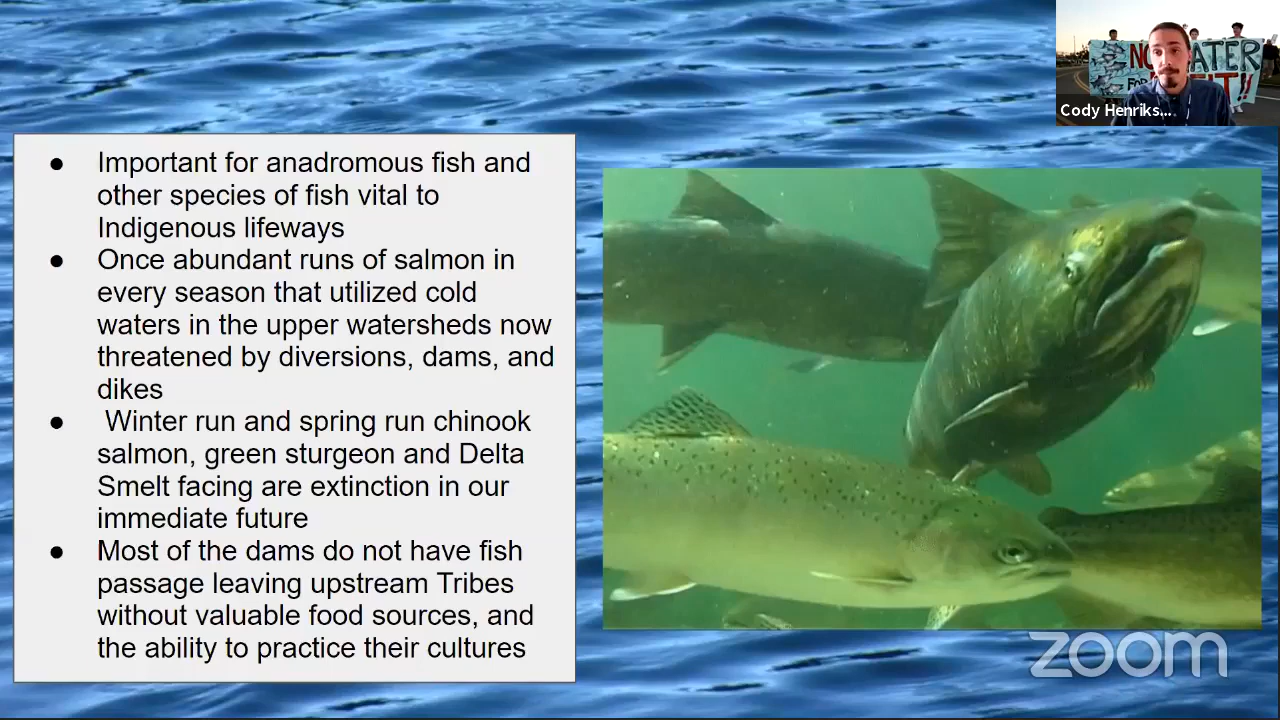 NO WATER
FOR
!!
Cody Henriks...
● Important for anadromous fish and
other species of fish vital to
Indigenous lifeways
● Once abundant runs of salmon in
every season that utilized cold
waters in the upper watersheds now
threatened by diversions, dams, and
dikes
● Winter run and spring run chinook
salmon, green sturgeon and Delta
Smelt facing are extinction in our
immediate future
● Most of the dams do not have fish
passage leaving upstream Tribes
without valuable food sources, and
the ability to practice their cultures
zoom